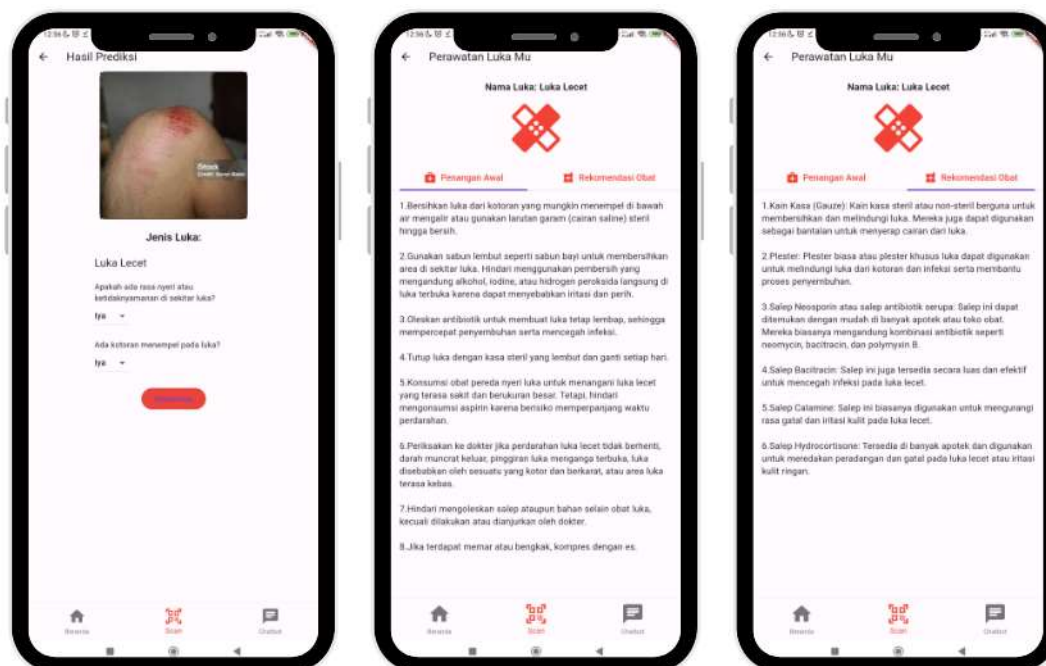 12:56
Hasil Prediksi
iStock
Jenis Luka:
Luka Lecet
Apakah ada rasa nyeri atau
ketidaknyamanan di sekitar luka?
Iya
Ada kotoran menempel pada luka?
Iya
Beranda
Scan
Chatbot
12:56
Perawatan Luka Mu
Nama Luka: Luka Lecet
Penangan Awal
Rekomendasi Obat
1.Bersihkan luka dari kotoran yang mungkin menempel di bawah
air mengalir atau gunakan larutan garam (cairan saline) steril
hingga bersih.
2.Gunakan sabun lembut seperti sabun bayi untuk membersihkan
area di sekitar luka. Hindari menggunakan pembersih yang
mengandung alkohol, iodine, atau hidrogen peroksida langsung di
luka terbuka karena dapat menyebabkan iritasi dan perih.
3.Oleskan antibiotik untuk membuat luka tetap lembap, sehingga
mempercepat penyembuhan serta mencegah infeksi.
4.Tutup luka dengan kasa steril yang lembut dan ganti setiap hari.
5.Konsumsi obat pereda nyeri luka untuk menangani luka lecet
yang terasa sakit dan berukuran besar. Tetapi, hindari
mengonsumsi aspirin karena berisiko memperpanjang waktu
perdarahan.
6.Periksakan ke dokter jika perdarahan luka lecet tidak berhenti,
darah muncrat keluar, pinggiran luka menganga terbuka, luka
disebabkan oleh sesuatu yang kotor dan berkarat, atau area luka
terasa kebas.
7.Hindari mengoleskan salep ataupun bahan selain obat luka,
kecuali dilakukan atau dianjurkan oleh dokter.
8.Jika terdapat memar atau bengkak, kompres dengan es.
Beranda
Scan
Chatbot
12:56
Perawatan Luka Mu
Nama Luka: Luka Lecet
Penangan Awal
Rekomendasi Obat
1.Kain Kasa (Gauze): Kain kasa steril atau non-steril berguna untuk
membersihkan dan melindungi luka. Mereka juga dapat digunakan
sebagai bantalan untuk menyerap cairan dari luka.
2.Plester: Plester biasa atau plester khusus luka dapat digunakan
untuk melindungi luka dari kotoran dan infeksi serta membantu
proses penyembuhan.
3.Salep Neosporin atau salep antibiotik serupa: Salep ini dapat
ditemukan dengan mudah di banyak apotek atau toko obat.
Mereka biasanya mengandung kombinasi antibiotik seperti
neomycin, bacitracin, dan polymyxin B.
4.Salep Bacitracin: Salep ini juga tersedia secara luas dan efektif
untuk mencegah infeksi pada luka lecet.
5.Salep Calamine: Salep ini biasanya digunakan untuk mengurangi
rasa gatal dan iritasi kulit pada luka lecet.
6.Salep Hydrocortisone: Tersedia di banyak apotek dan digunakan
untuk meredakan peradangan dan gatal pada luka lecet atau iritasi
kulit ringan.
Beranda
Scan
Chatbot